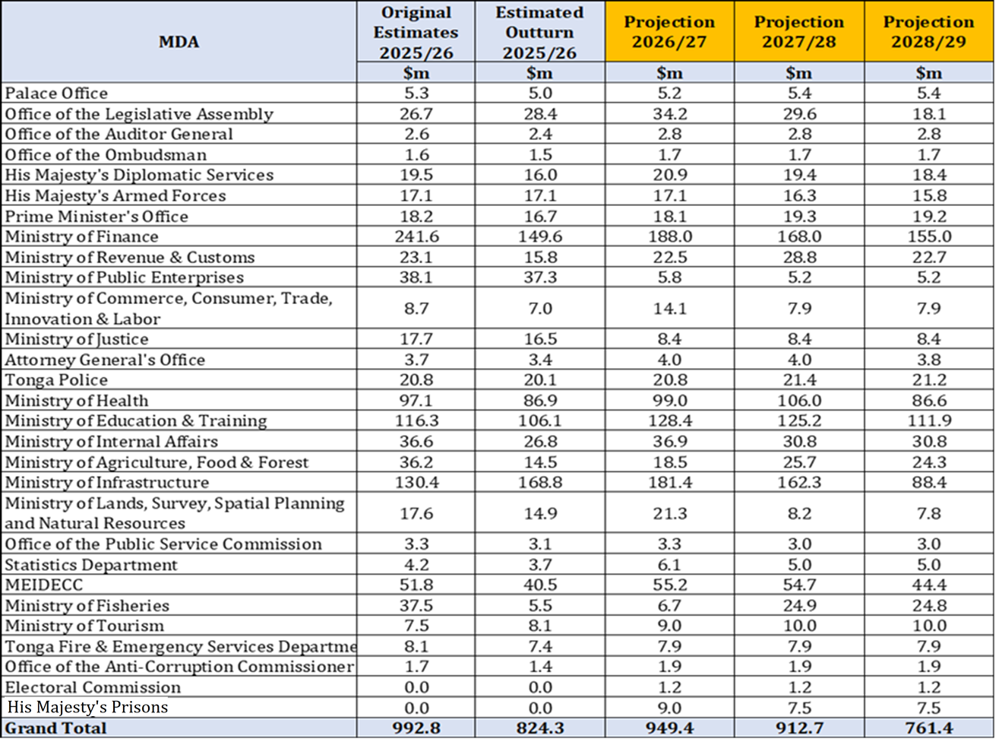 MDA Original Estimates 2025/26 Estimated Outturn 2025/26 Projection 2026/27 Projection 2027/28 Projection 2028/29
$m $m $m $m $m
Palace Office 5.3 5.0 5.2 5.4 5.4
Office of the Legislative Assembly 26.7 28.4 34.2 29.6 18.1
Office of the Auditor General 2.6 2.4 2.8 2.8 2.8
Office of the Ombudsman 1.6 1.5 1.7 1.7 1.7
His Majesty's Diplomatic Services 19.5 16.0 20.9 19.4 18.4
His Majesty's Armed Forces 17.1 17.1 17.1 16.3 15.8
Prime Minister's Office 18.2 16.7 18.1 19.3 19.2
Ministry of Finance 241.6 149.6 188.0 168.0 155.0
Ministry of Revenue & Customs 23.1 15.8 22.5 28.8 22.7
Ministry of Public Enterprises 38.1 37.3 5.8 5.2 5.2
Ministry of Commerce, Consumer, Trade,
Innovation & Labor 8.7 7.0 14.1 7.9 7.9
Ministry of Justice 17.7 16.5 8.4 8.4 8.4
Attorney General's Office 3.7 3.4 4.0 4.0 3.8
Tonga Police 20.8 20.1 20.8 21.4 21.2
Ministry of Health 97.1 86.9 99.0 106.0 86.6
Ministry of Education & Training 116.3 106.1 128.4 125.2 111.9
Ministry of Internal Affairs 36.6 26.8 36.9 30.8 30.8
Ministry of Agriculture, Food & Forest 36.2 14.5 18.5 25.7 24.3
Ministry of Infrastructure 130.4 168.8 181.4 162.3 88.4
Ministry of Lands, Survey, Spatial Planning
and Natural Resources 17.6 14.9 21.3 8.2 7.8
Office of the Public Service Commission 3.3 3.1 3.3 3.0 3.0
Statistics Department 4.2 3.7 6.1 5.0 5.0
MEIDECC 51.8 40.5 55.2 54.7 44.4
Ministry of Fisheries 37.5 5.5 6.7 24.9 24.8
Ministry of Tourism 7.5 8.1 9.0 10.0 10.0
Tonga Fire & Emergency Services Departme 8.1 7.4 7.9 7.9 7.9
Office of the Anti-Corruption Commissioner 1.7 1.4 1.9 1.9 1.9
Electoral Commission 0.0 0.0 1.2 1.2 1.2
His Majesty's Prisons 0.0 0.0 9.0 7.5 7.5
Grand Total 992.8 824.3 949.4 912.7 761.4